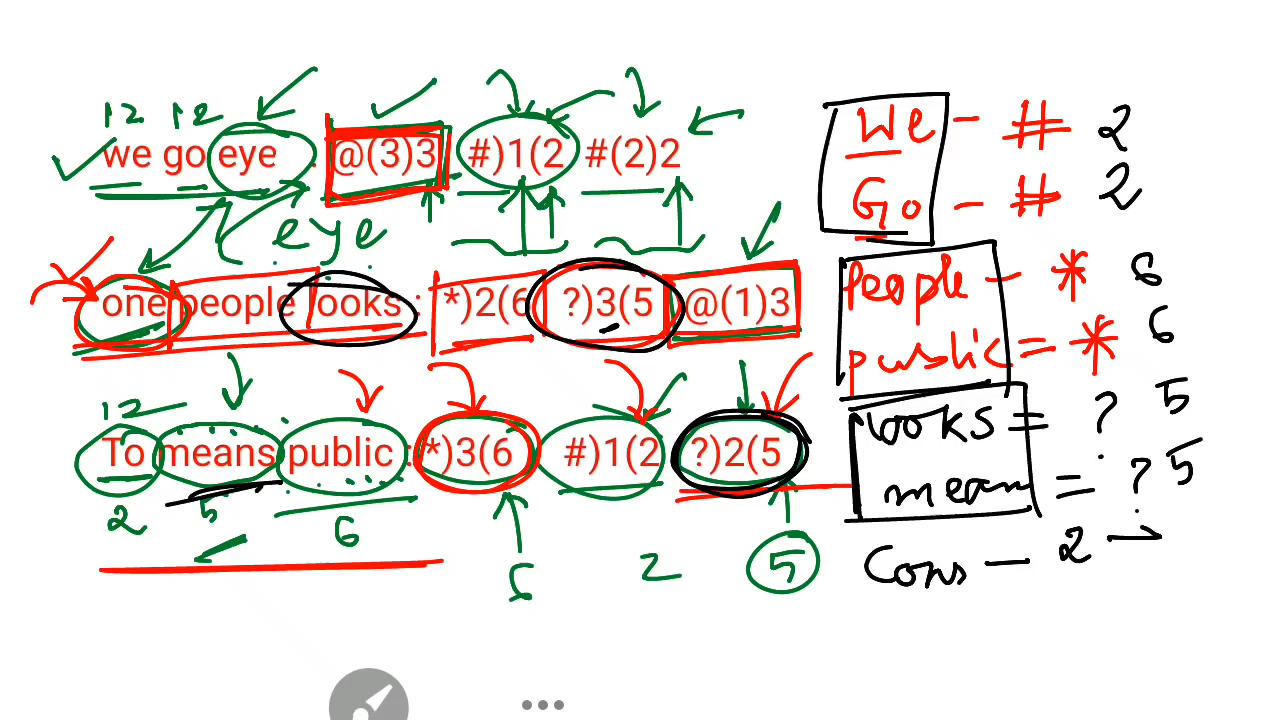 12 12
we go eye : @(3)3 #)1(2 #(2)2
eye
one people looks : *)2(6 ?)3(5 @(1)3
12
To means public : *)3(6 #)1(2 ?)2(5
2 5 6
2 5
We - # 2
Go - # 2
People - * 6
public = * 6
looks = ? 5
mean = ? 5
Cons - 2 →